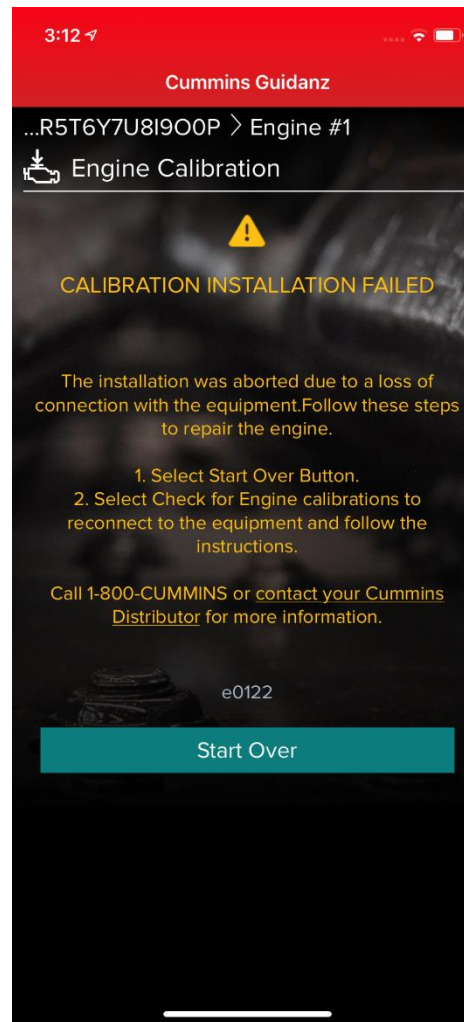 3:12
Cummins Guidanz
...R5T6Y7U8I9O0P > Engine #1
Engine Calibration
CALIBRATION INSTALLATION FAILED
The installation was aborted due to a loss of
connection with the equipment.Follow these steps
to repair the engine.
1. Select Start Over Button.
2. Select Check for Engine calibrations to
reconnect to the equipment and follow the
instructions.
Call 1-800-CUMMINS or contact your Cummins
Distributor for more information.
e0122
Start Over